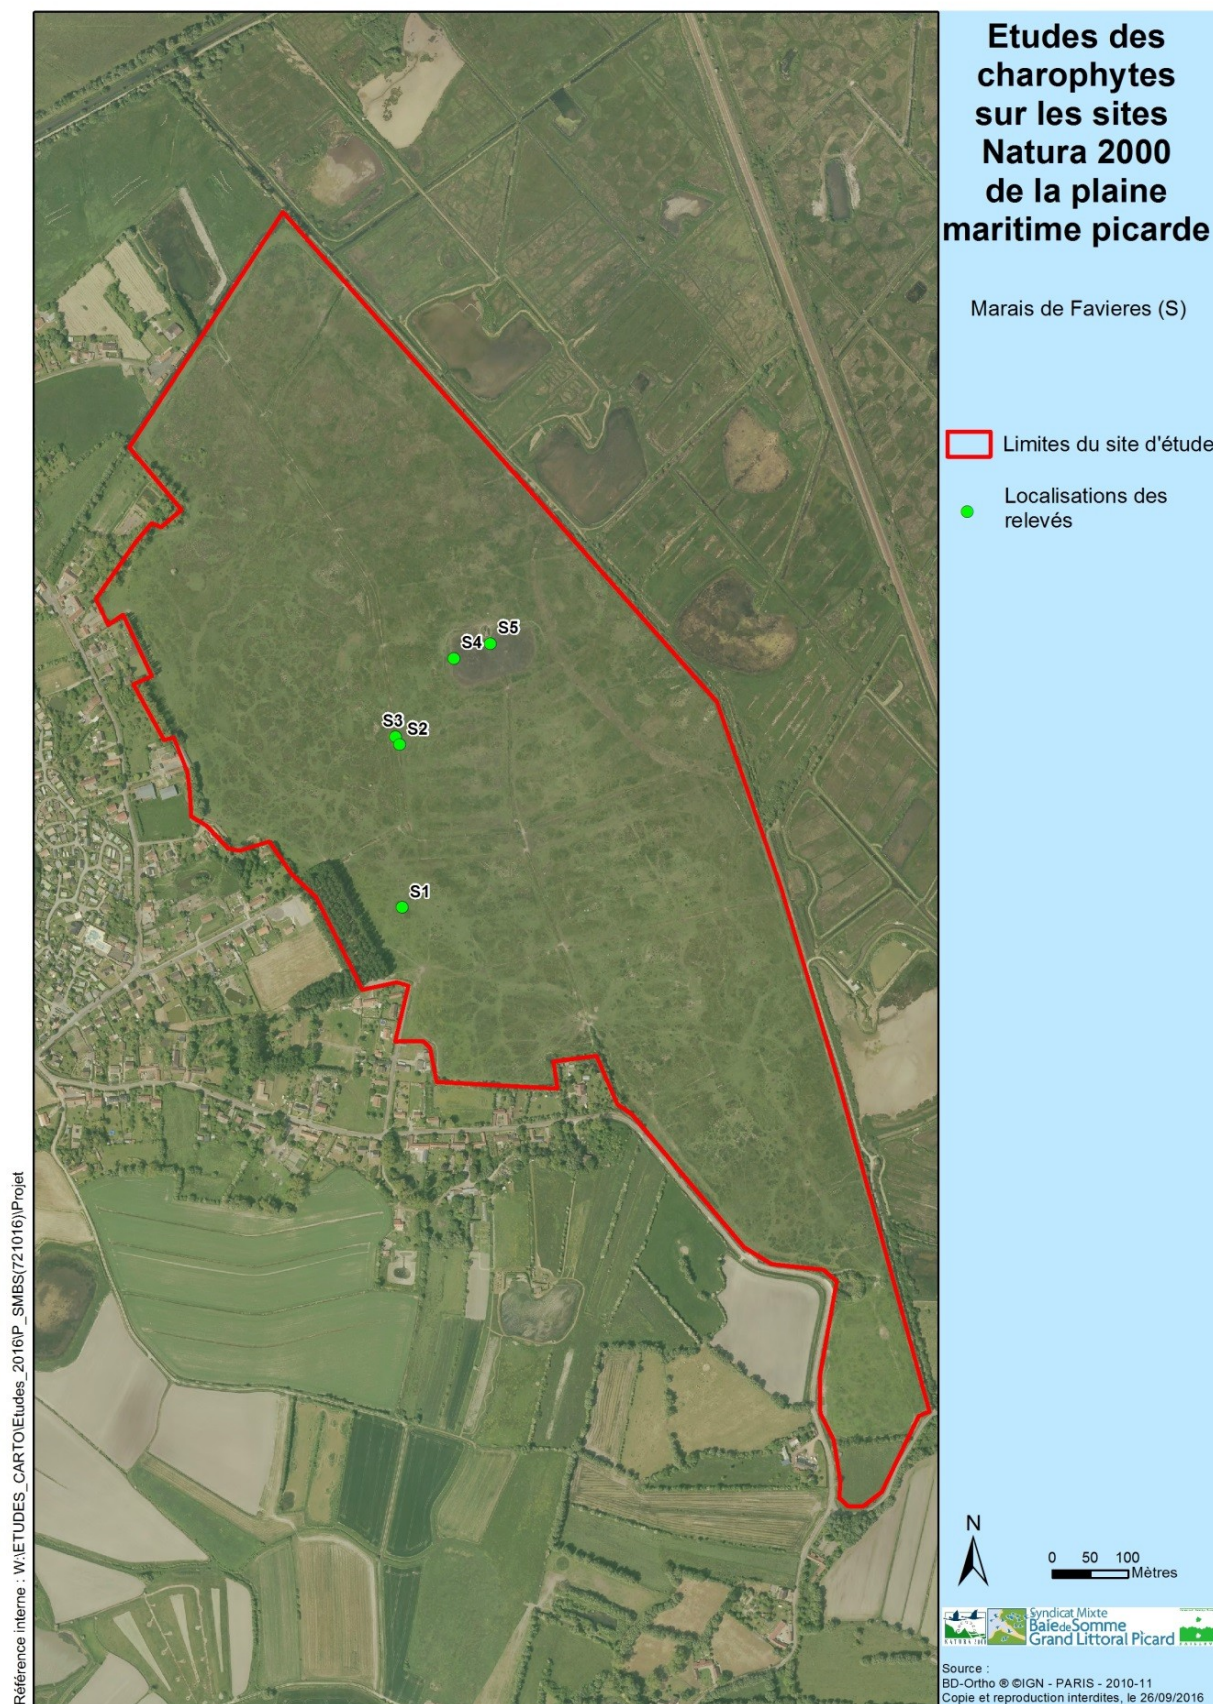 Etudes des
charophytes
sur les sites
Natura 2000
de la plaine
maritime picarde
Marais de Favieres (S)
Limites du site d'étude
Localisations des
relevés
S5
S4
S3
S2
S1
N
0 50 100
Mètres
NATURA 2000
Syndicat Mixte
Baie de Somme
Grand Littoral Picard
Source :
BD-Ortho ® ©IGN - PARIS - 2010-11
Copie et reproduction interdites, le 26/09/2016
Référence interne : W:\ETUDES_CARTO\Etudes_2016\P_SMBS(721016)\Projet